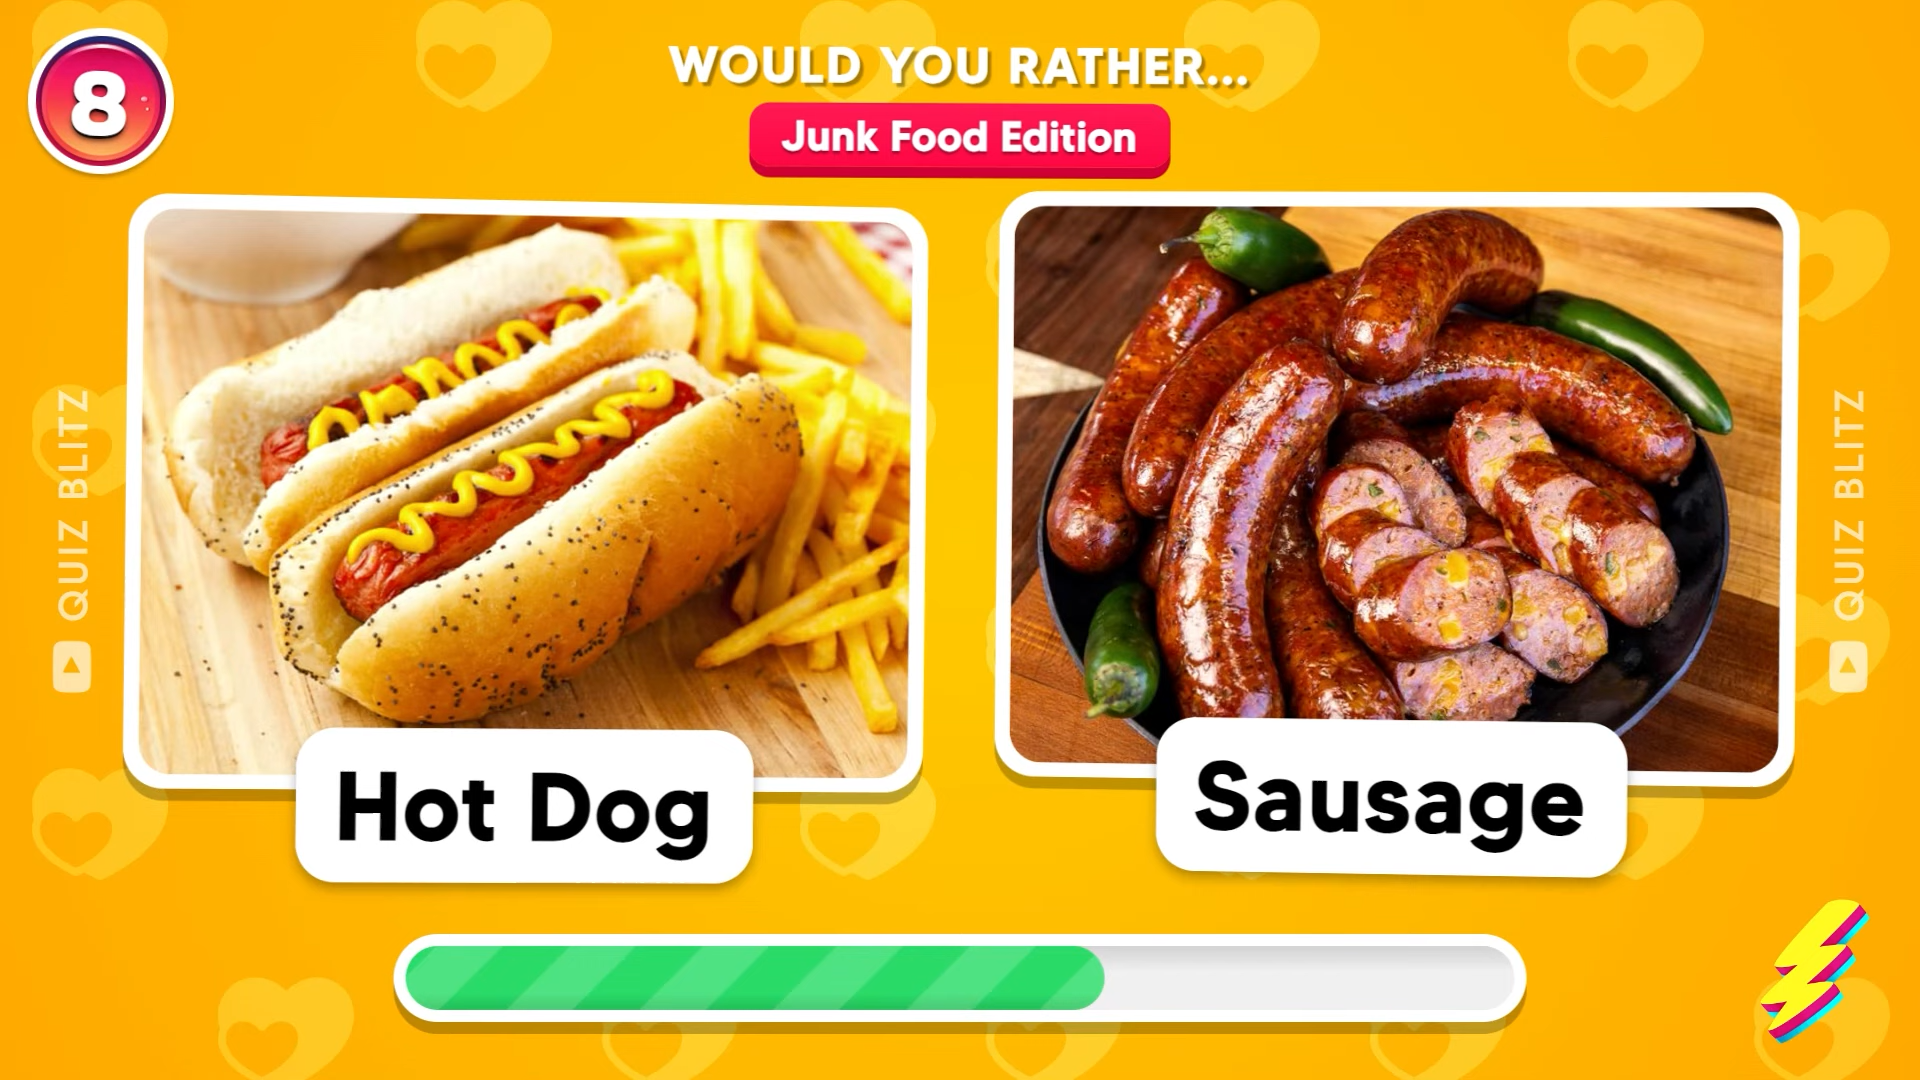 8
WOULD YOU RATHER...
Junk Food Edition
QUIZ BLITZ
QUIZ BLITZ
Hot Dog
Sausage